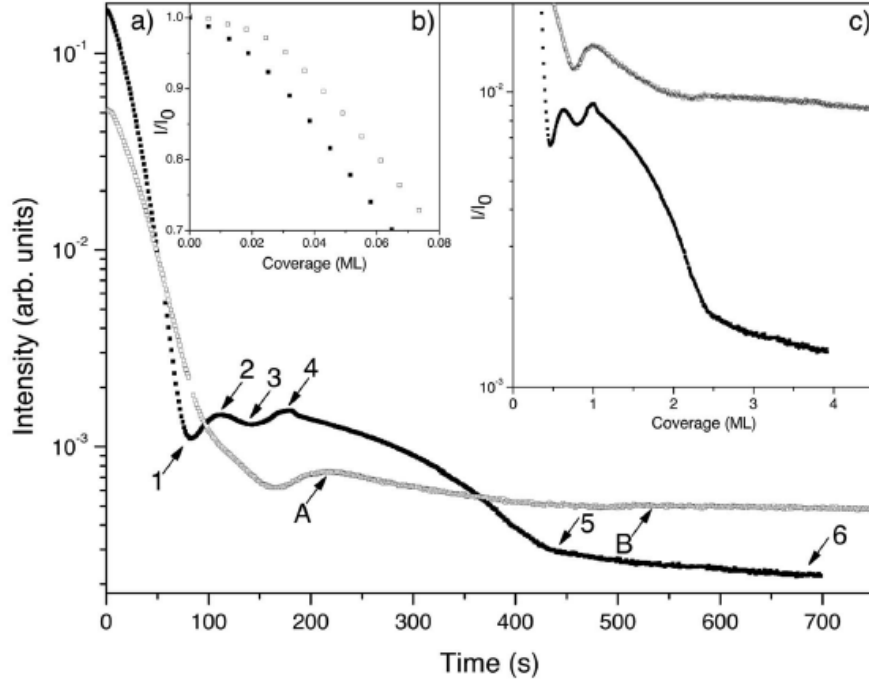 a)
Intensity (arb. units)
10⁻¹
10⁻²
10⁻³
0 100 200 300 400 500 600 700
Time (s)
1
2
3
4
5
6
A
B
b)
I/I₀
1.0
0.9
0.8
0.7
0.00 0.02 0.04 0.06 0.08
Coverage (ML)
c)
I/I₀
10⁻²
10⁻³
0 1 2 3 4
Coverage (ML)